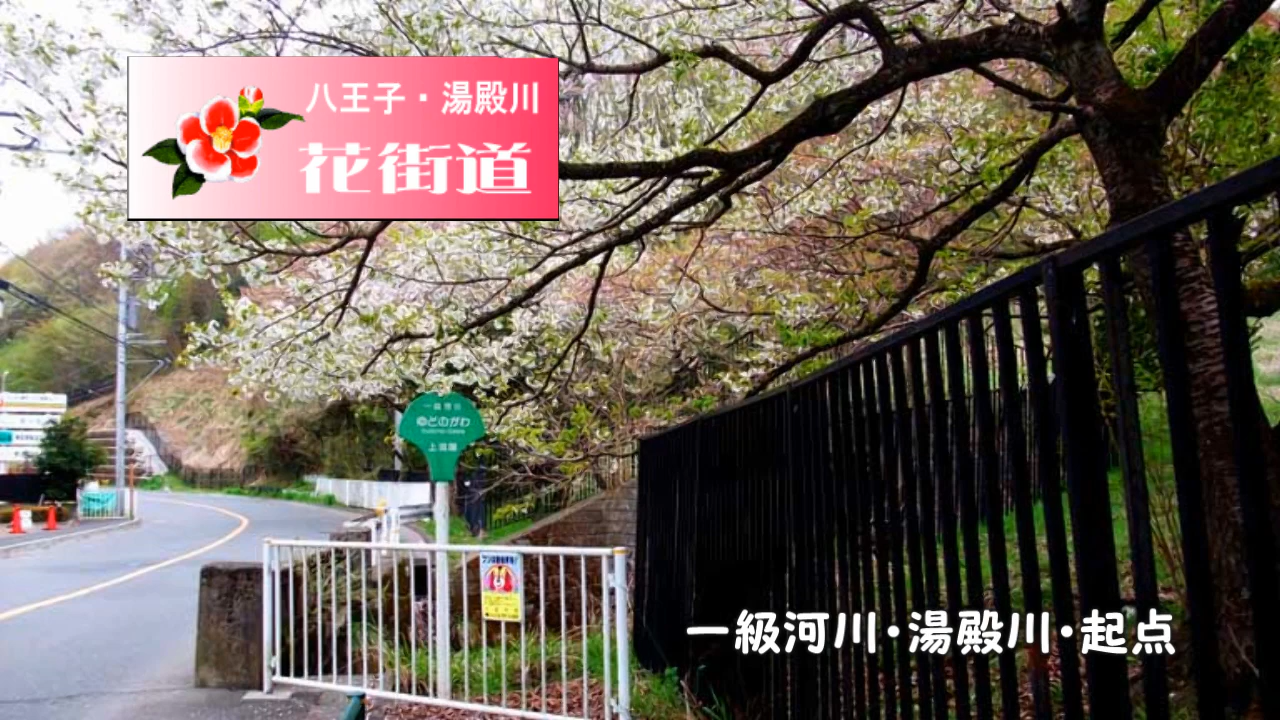 八王子・湯殿川
花街道
一級河川
ゆどのがわ
上流端
一級河川・湯殿川・起点